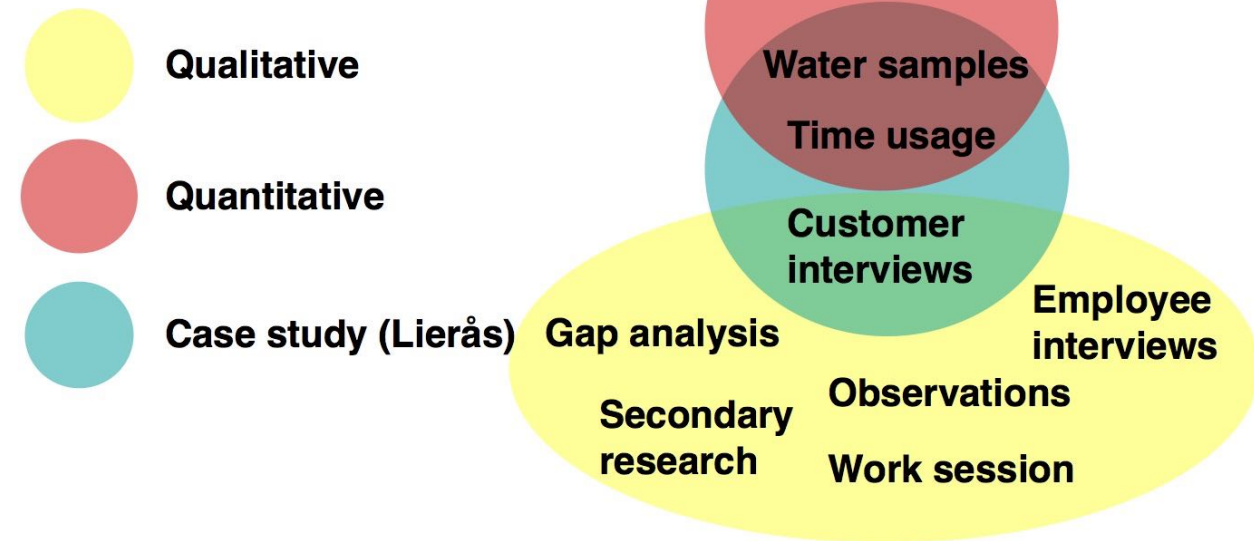 Qualitative
Quantitative
Case study (Lierås)
Water samples
Time usage
Customer
interviews
Employee
interviews
Gap analysis
Observations
Secondary
research
Work session